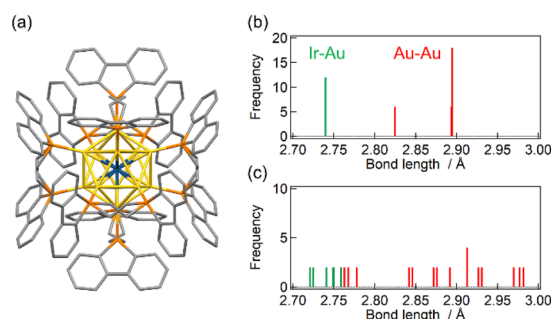 (a)
(b)
20
15
10
5
0
Frequency
Ir-Au
Au-Au
2.70 2.75 2.80 2.85 2.90 2.95 3.00
Bond length / Å
(c)
10
5
0
Frequency
2.70 2.75 2.80 2.85 2.90 2.95 3.00
Bond length / Å